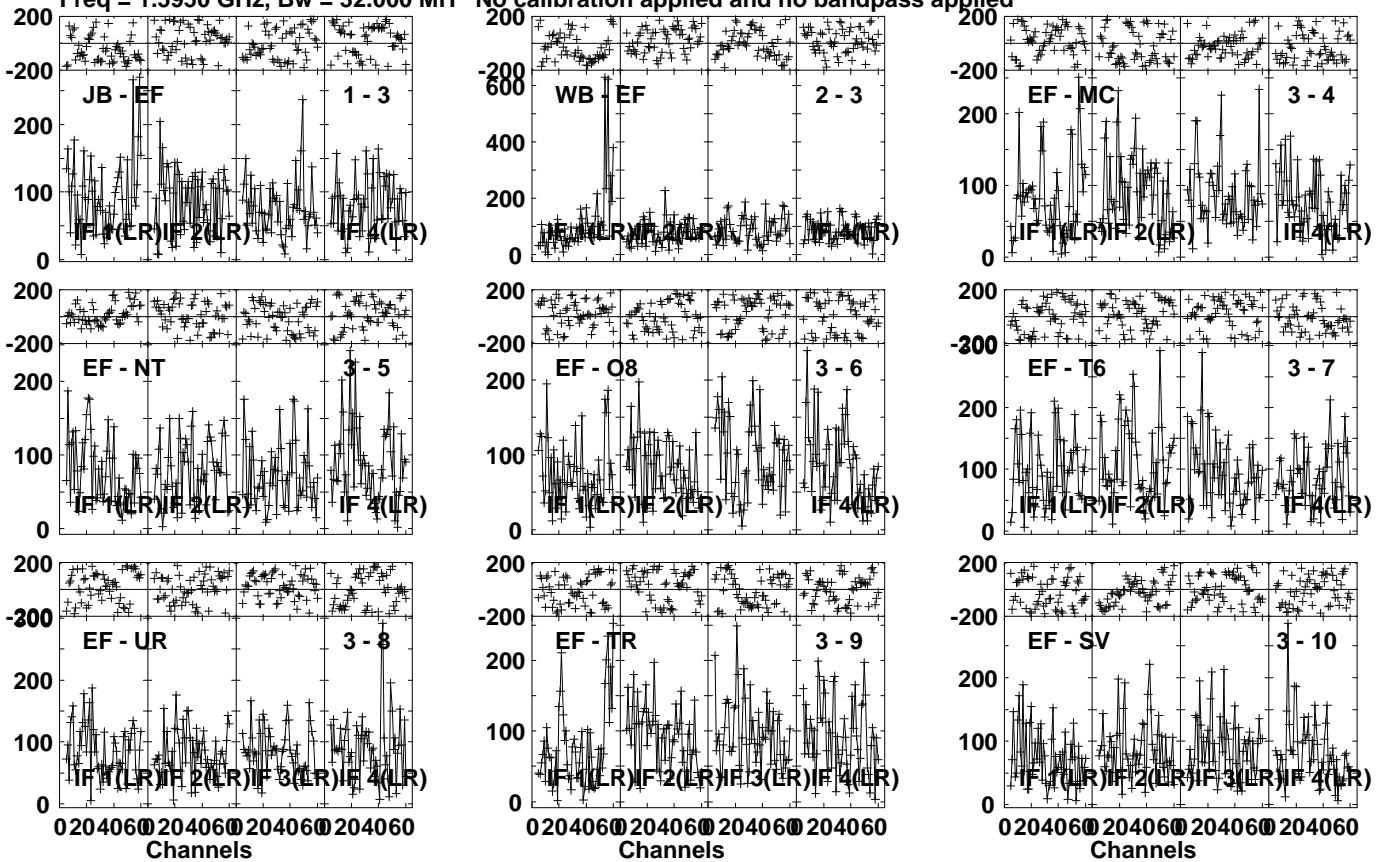 Freq = 1.5950 GHz, Bw = 32.000 MH No calibration applied and no bandpass applied
200
-200
JB - EF 1 - 3
200
100
0
IF 1(LR) IF 2(LR) IF 4(LR)
WB - EF 2 - 3
200
-200
600
400
200
0
IF 1(LR) IF 2(LR) IF 4(LR)
EF - MC 3 - 4
200
-200
200
100
0
IF 1(LR) IF 2(LR) IF 4(LR)
EF - NT 3 - 5
200
-200
200
100
0
IF 1(LR) IF 2(LR) IF 4(LR)
EF - O8 3 - 6
200
-200
200
100
0
IF 1(LR) IF 2(LR) IF 4(LR)
EF - T6 3 - 7
200
-200
300
200
100
0
IF 1(LR) IF 2(LR) IF 4(LR)
EF - UR 3 - 8
200
-200
300
200
100
0
IF 1(LR) IF 2(LR) IF 3(LR) IF 4(LR)
0 20 40 60 0 20 40 60 0 20 40 60 0 20 40 60
Channels
EF - TR 3 - 9
200
-200
200
100
0
IF 1(LR) IF 2(LR) IF 3(LR) IF 4(LR)
0 20 40 60 0 20 40 60 0 20 40 60 0 20 40 60
Channels
EF - SV 3 - 10
200
-200
200
100
0
IF 1(LR) IF 2(LR) IF 3(LR) IF 4(LR)
0 20 40 60 0 20 40 60 0 20 40 60 0 20 40 60
Channels